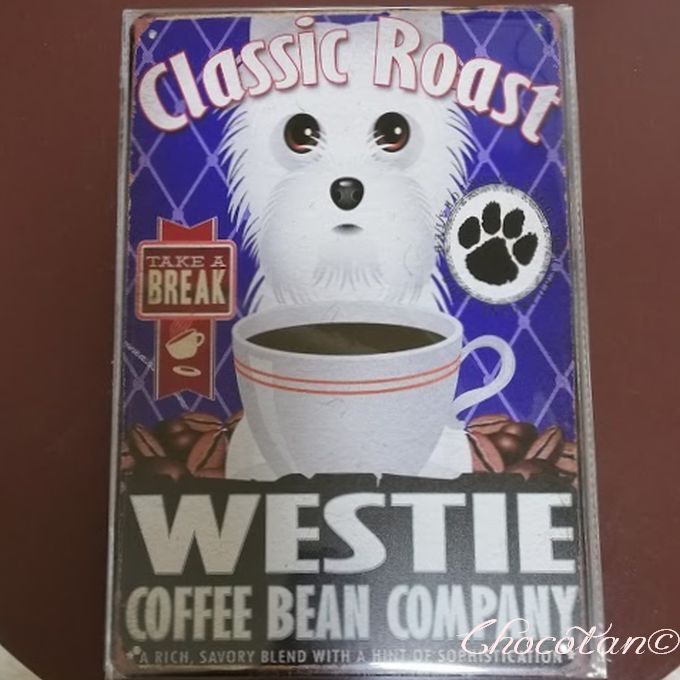 Classic Roast
TAKE A
BREAK
WESTIE
COFFEE BEAN COMPANY
A RICH, SAVORY BLEND WITH A HINT OF SOPHISTICATION
Chocotan©